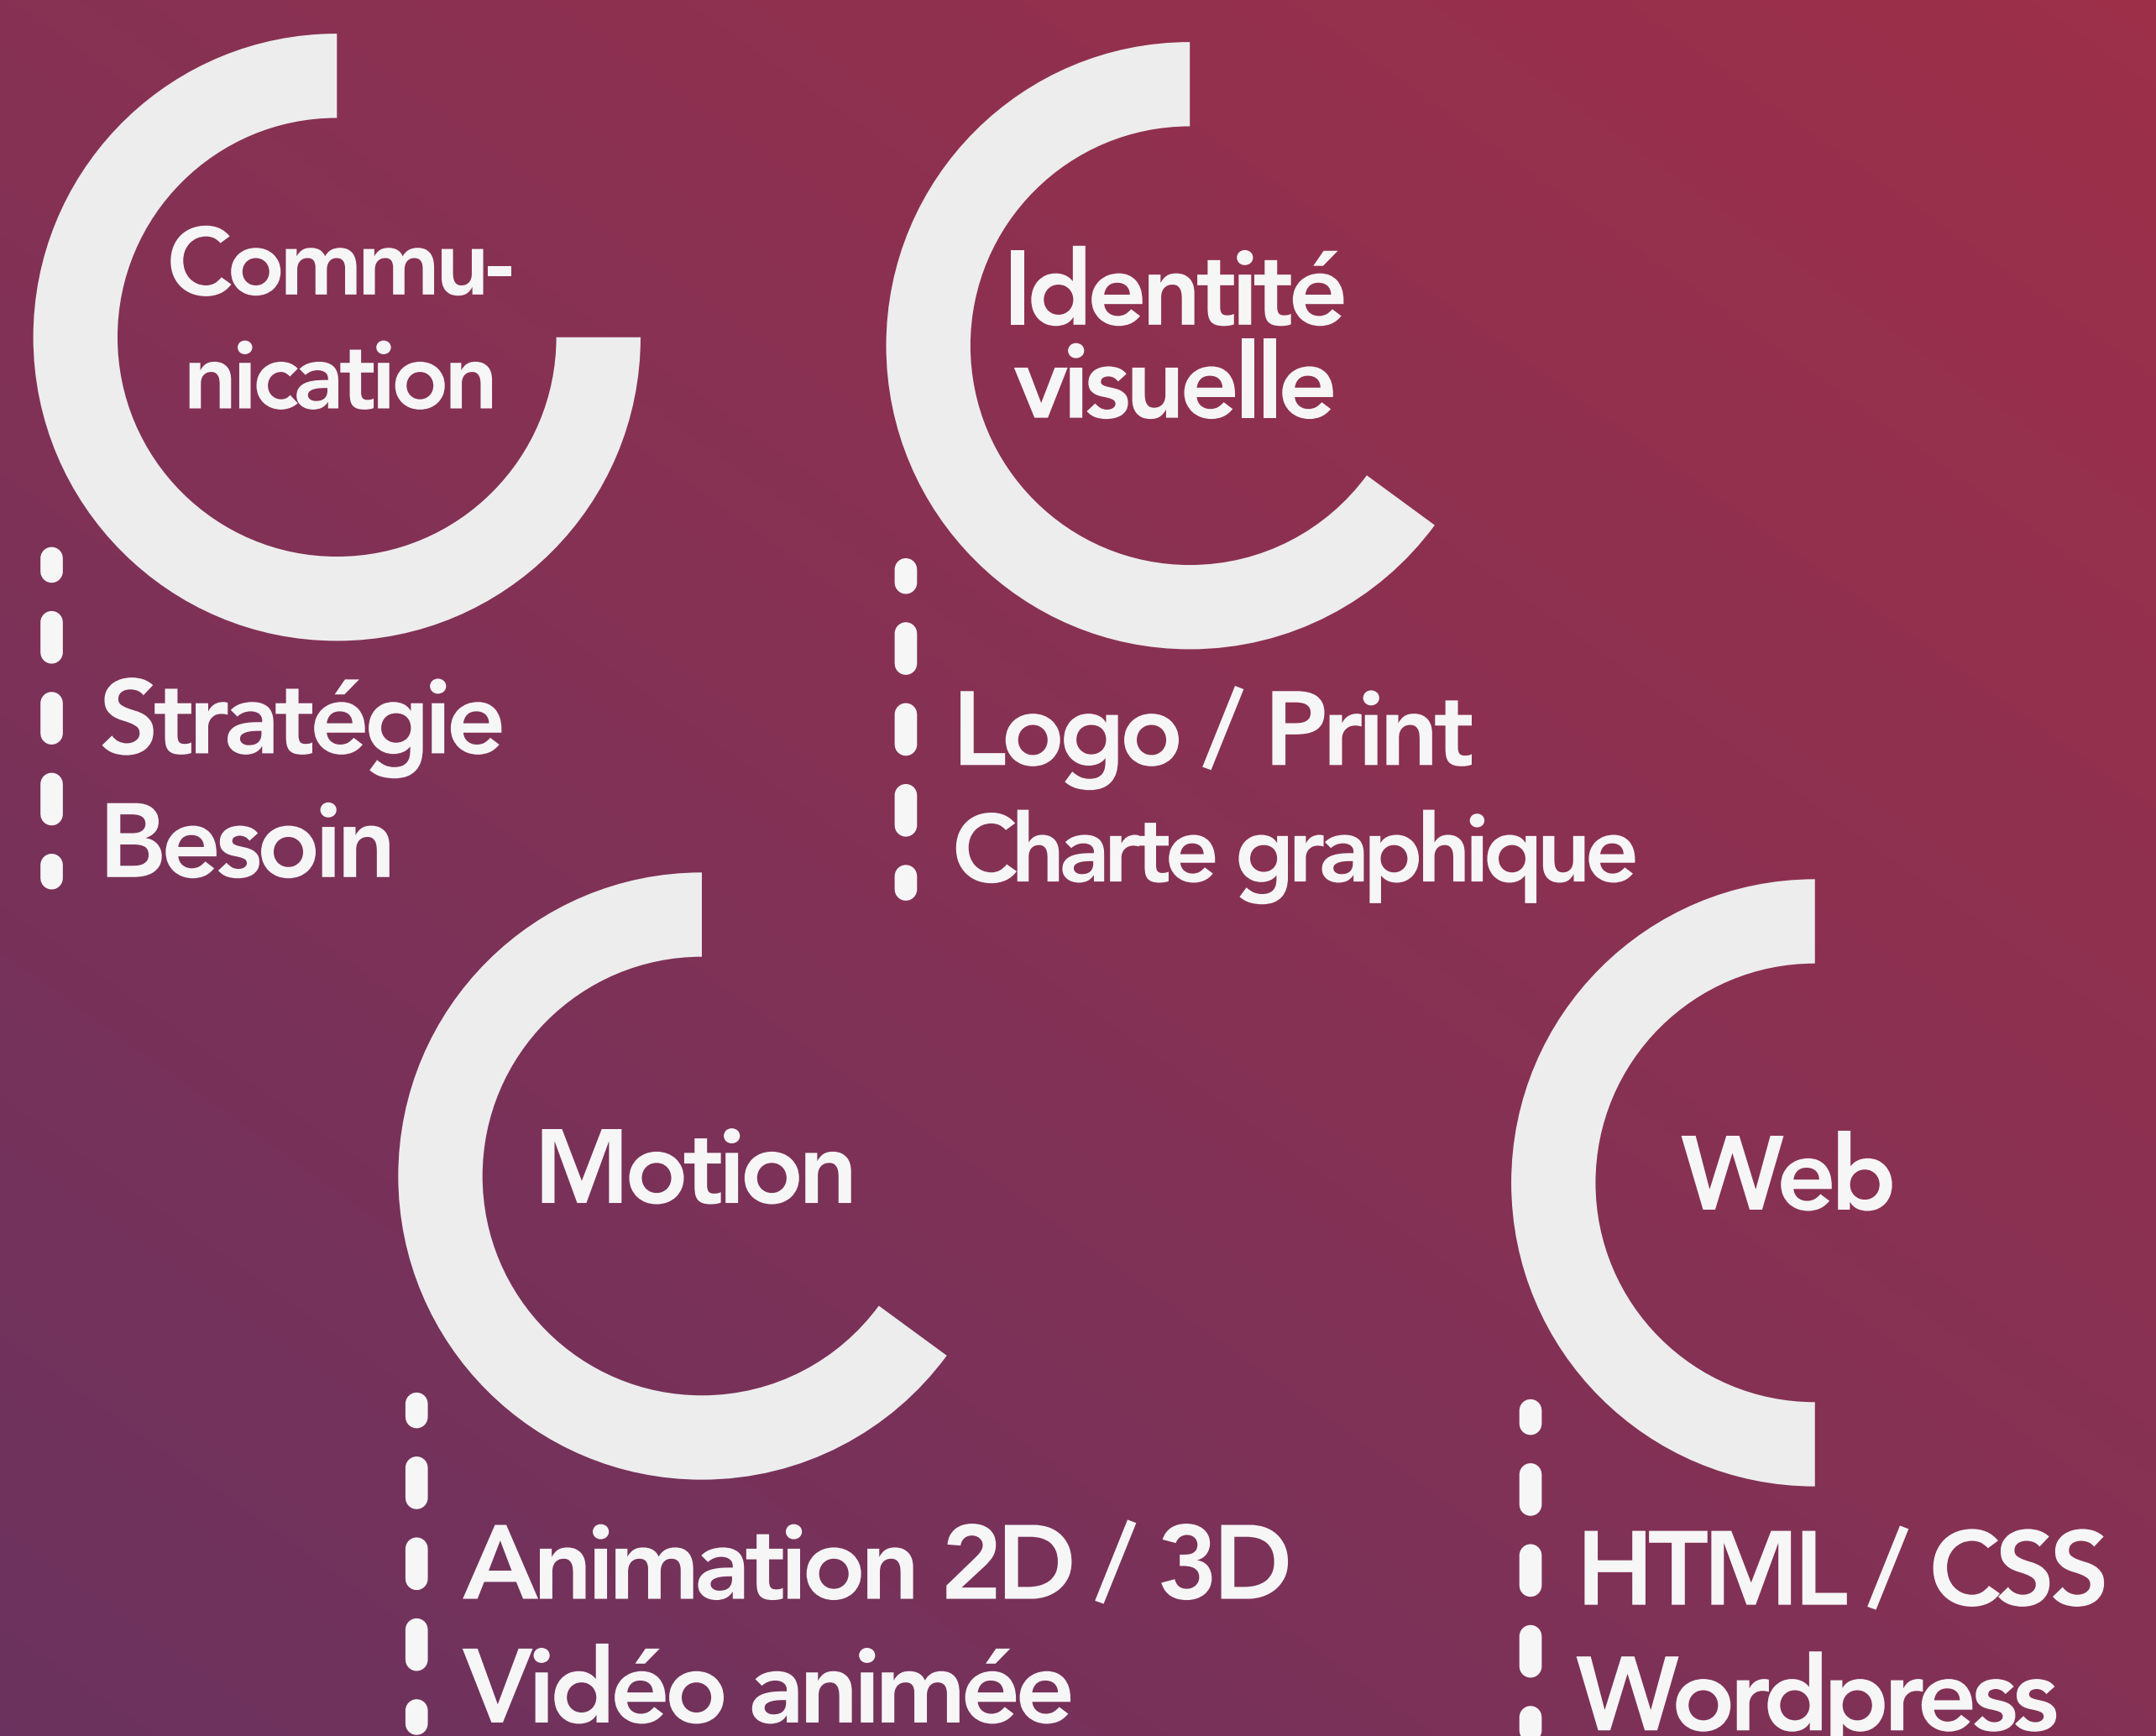 Commu-
nication
Stratégie
Besoin
Identité
visuelle
Logo / Print
Charte graphique
Motion
Animation 2D / 3D
Vidéo animée
Web
HTML / CSS
Wordpress